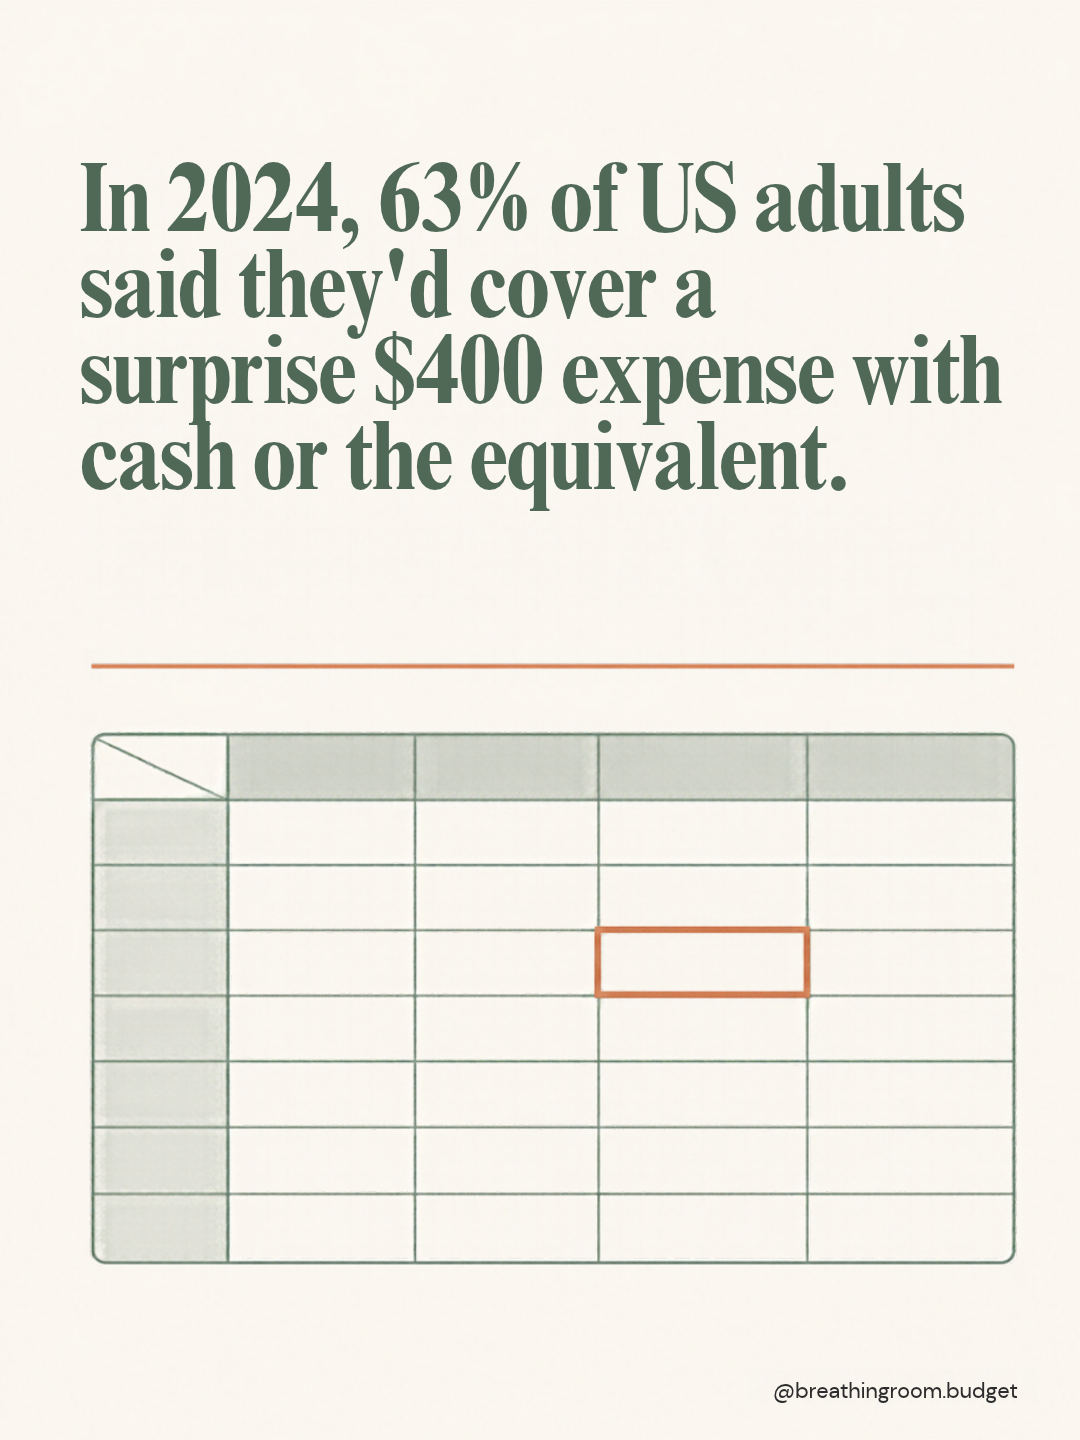 In 2024, 63% of US adults
said they'd cover a
surprise $400 expense with
cash or the equivalent.
@breathingroom.budget